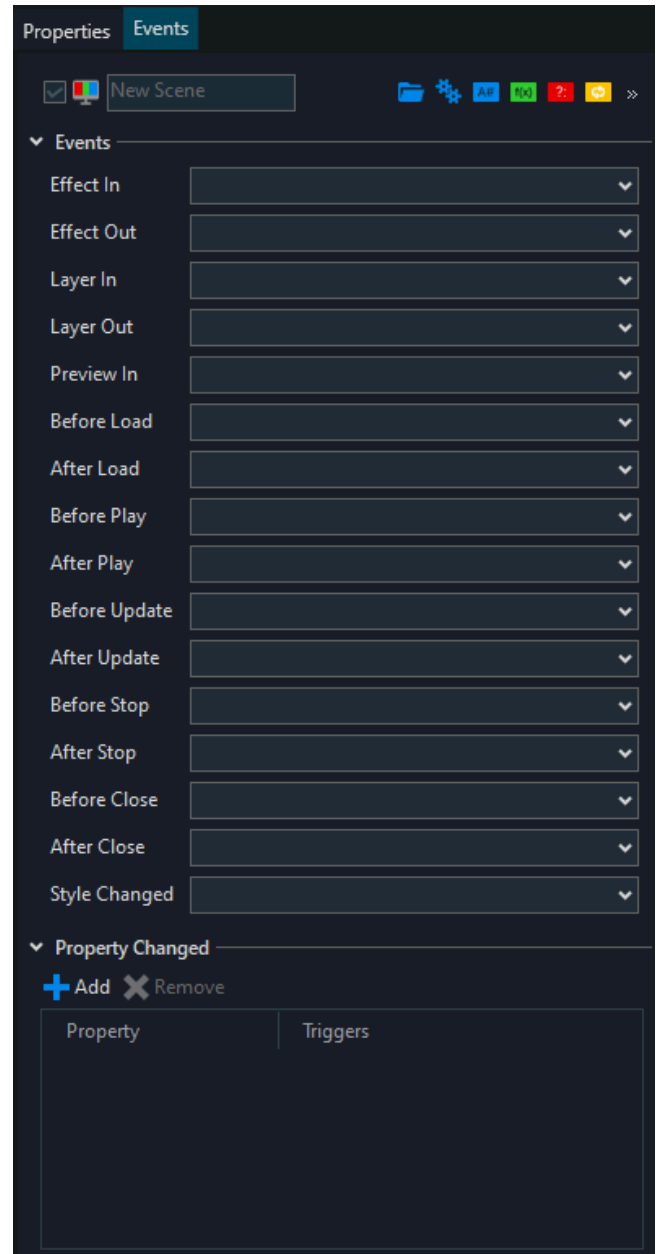 Properties Events
New Scene A# f(x) ?: »
Events
Effect In
Effect Out
Layer In
Layer Out
Preview In
Before Load
After Load
Before Play
After Play
Before Update
After Update
Before Stop
After Stop
Before Close
After Close
Style Changed
Property Changed
Add Remove
Property Triggers